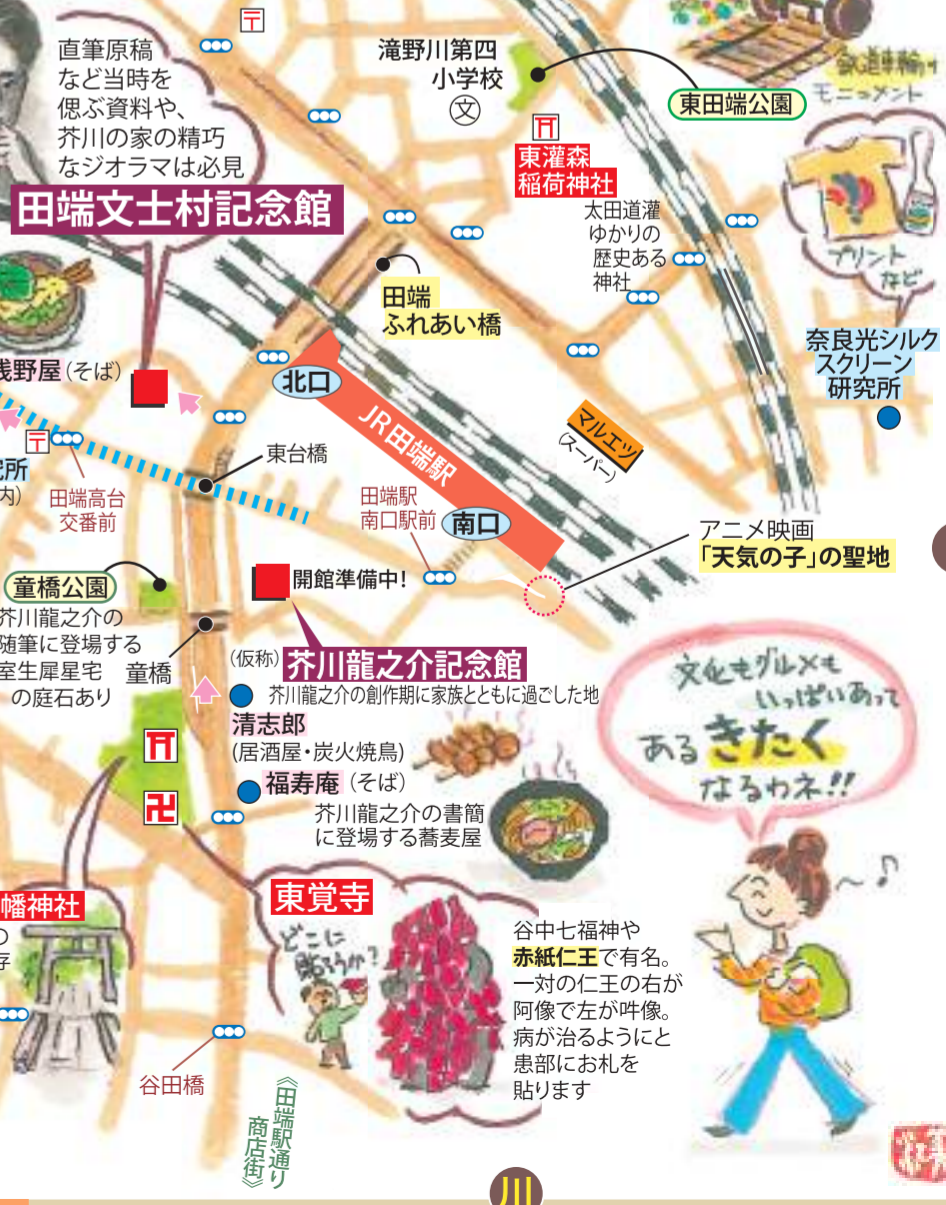 〒
直筆原稿
など当時を
偲ぶ資料や、
芥川の家の精巧
なジオラマは必見
田端文士村記念館
滝野川第四
小学校
文
東田端公園
モニュメント
東灌森
稲荷神社
太田道灌
ゆかりの
歴史ある
神社
プリント
など
奈良光シルク
スクリーン
研究所
田端
ふれあい橋
浅野屋(そば)
北口
JR田端駅
マルエツ
(スーパー)
〒
究所
内)
田端高台
交番前
東台橋
田端駅
南口駅前
南口
アニメ映画
「天気の子」の聖地
童橋公園
芥川龍之介の
随筆に登場する
室生犀星宅
の庭石あり
童橋
開館準備中!
(仮称)芥川龍之介記念館
芥川龍之介の創作期に家族とともに過ごした地
清志郎
(居酒屋・炭火焼鳥)
福寿庵(そば)
芥川龍之介の書簡
に登場する蕎麦屋
文化もグルメも
いっぱいあって
あるきたく
なるわネ!!
卍
幡神社
の
存
東覚寺
どこに
貼ろうか?
谷中七福神や
赤紙仁王で有名。
一対の仁王の右が
阿像で左が吽像。
病が治るようにと
患部にお札を
貼ります
谷田橋
《田端駅通り
商店街》
川